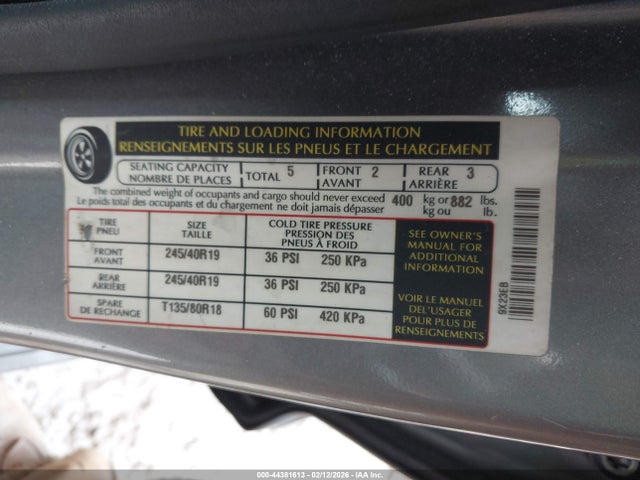 TIRE AND LOADING INFORMATION
RENSEIGNEMENTS SUR LES PNEUS ET LE CHARGEMENT
SEATING CAPACITY
NOMBRE DE PLACES
TOTAL 5
FRONT 2
AVANT
REAR 3
ARRIÈRE
The combined weight of occupants and cargo should never exceed 400 kg or 882 lbs.
Le poids total des occupants et du chargement ne doit jamais dépasser kg ou lb.
TIRE
PNEU
SIZE
TAILLE
COLD TIRE PRESSURE
PRESSION DES
PNEUS À FROID
SEE OWNER'S
MANUAL FOR
ADDITIONAL
INFORMATION
FRONT
AVANT
245/40R19
36 PSI 250 KPa
REAR
ARRIÈRE
245/40R19
36 PSI 250 KPa
SPARE
DE RECHANGE
T135/80R18
60 PSI 420 KPa
VOIR LE MANUEL
DEL'USAGER
POUR PLUS DE
RENSEIGNEMENTS
9X23EB
000-44381613 - 02/12/2026 - IAA Inc.